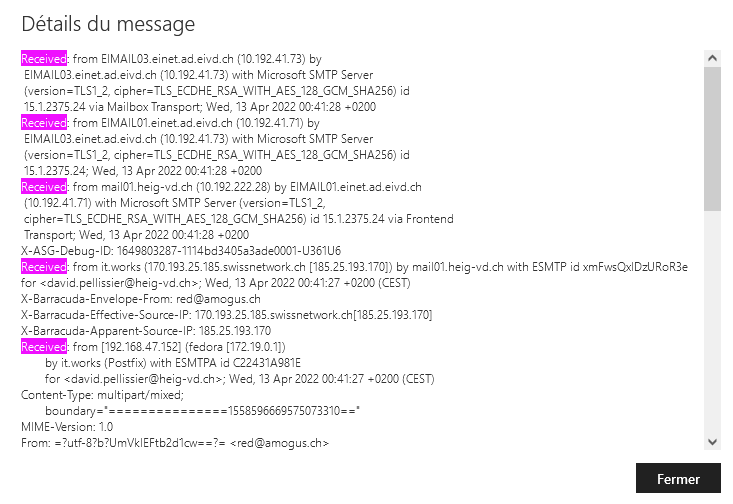 Détails du message
Received: from EIMAIL03.einet.ad.eivd.ch (10.192.41.73) by
EIMAIL03.einet.ad.eivd.ch (10.192.41.73) with Microsoft SMTP Server
(version=TLS1_2, cipher=TLS_ECDHE_RSA_WITH_AES_128_GCM_SHA256) id
15.1.2375.24 via Mailbox Transport; Wed, 13 Apr 2022 00:41:28 +0200
Received: from EIMAIL01.einet.ad.eivd.ch (10.192.41.71) by
EIMAIL03.einet.ad.eivd.ch (10.192.41.73) with Microsoft SMTP Server
(version=TLS1_2, cipher=TLS_ECDHE_RSA_WITH_AES_128_GCM_SHA256) id
15.1.2375.24; Wed, 13 Apr 2022 00:41:28 +0200
Received: from mail01.heig-vd.ch (10.192.222.28) by EIMAIL01.einet.ad.eivd.ch
(10.192.41.71) with Microsoft SMTP Server (version=TLS1_2,
cipher=TLS_ECDHE_RSA_WITH_AES_128_GCM_SHA256) id 15.1.2375.24 via Frontend
Transport; Wed, 13 Apr 2022 00:41:28 +0200
X-ASG-Debug-ID: 1649803287-1114bd3405a3ade0001-U361U6
Received: from it.works (170.193.25.185.swissnetwork.ch [185.25.193.170]) by mail01.heig-vd.ch with ESMTP id xmFwsQxlDzURoR3e
for <david.pellissier@heig-vd.ch>; Wed, 13 Apr 2022 00:41:27 +0200 (CEST)
X-Barracuda-Envelope-From: red@amogus.ch
X-Barracuda-Effective-Source-IP: 170.193.25.185.swissnetwork.ch[185.25.193.170]
X-Barracuda-Apparent-Source-IP: 185.25.193.170
Received: from [192.168.47.152] (fedora [172.19.0.1])
by it.works (Postfix) with ESMTPA id C22431A981E
for <david.pellissier@heig-vd.ch>; Wed, 13 Apr 2022 00:41:27 +0200 (CEST)
Content-Type: multipart/mixed;
boundary="===============1558596669575073310=="
MIME-Version: 1.0
From: =?utf-8?b?UmVkIEFtb2d1cw==?= <red@amogus.ch>
Fermer